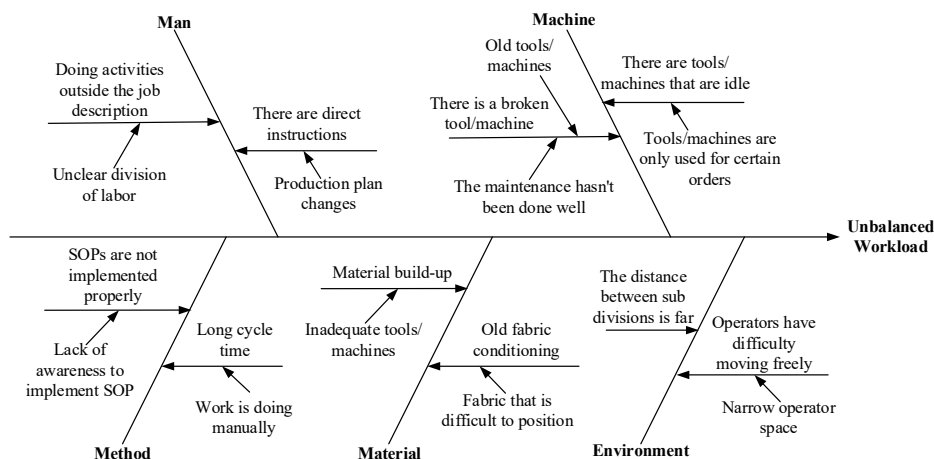 Man
Machine
Doing activities
outside the job
description
There are direct
instructions
Unclear division
of labor
Production plan
changes
Old tools/
machines
There is a broken
tool/machine
The maintenance hasn't
been done well
There are tools/
machines that are idle
Tools/machines are
only used for certain
orders
Unbalanced
Workload
SOPs are not
implemented
properly
Lack of
awareness to
implement SOP
Long cycle
time
Work is doing
manually
Method
Material build-up
Inadequate tools/
machines
Old fabric
conditioning
Fabric that is
difficult to position
Material
The distance
between sub
divisions is far
Operators have
difficulty
moving freely
Narrow operator
space
Environment